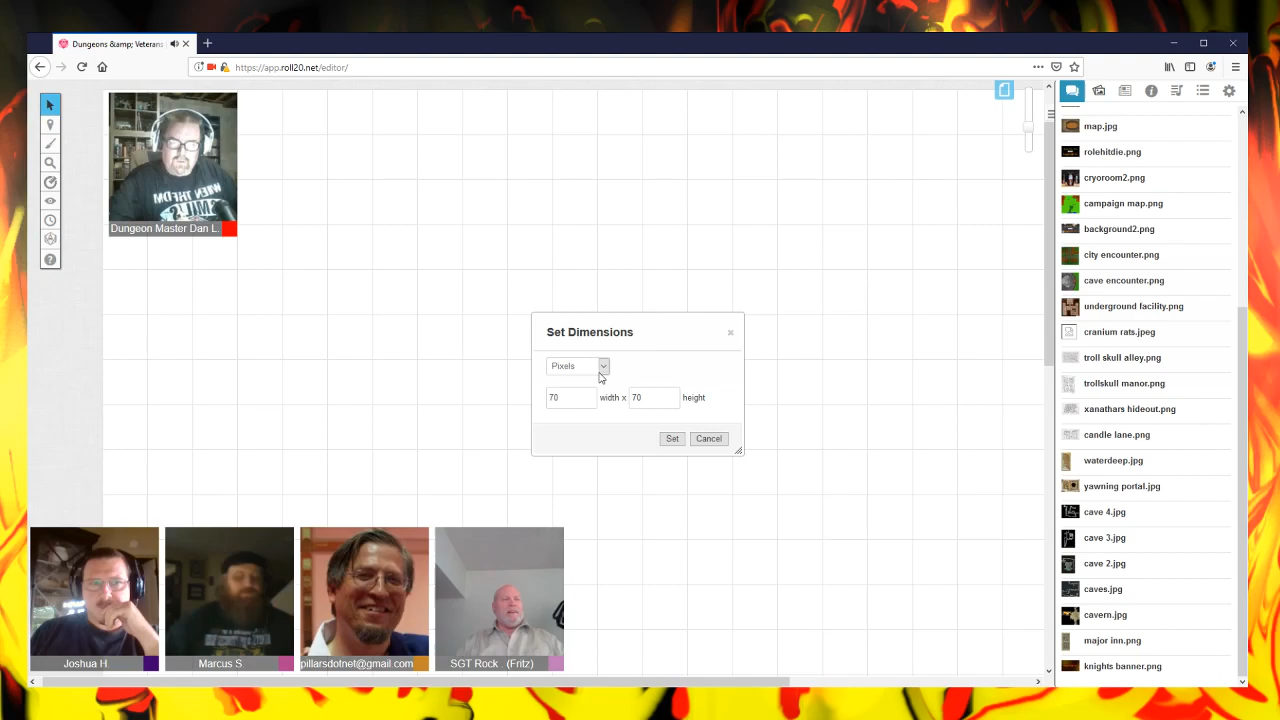 Dungeons &amp; Veterans
https://app.roll20.net/editor/
Dungeon Master Dan L.
Set Dimensions
Pixels
70 width x 70 height
Set Cancel
Joshua H.
Marcus S
pillarsdotnet@gmail.com
SGT Rock . (Fritz)
map.jpg
rolehitdie.png
cryoroom2.png
campaign map.png
background2.png
city encounter.png
cave encounter.png
underground facility.png
cranium rats.jpeg
troll skull alley.png
trollskull manor.png
xanathars hideout.png
candle lane.png
waterdeep.jpg
yawning portal.jpg
cave 4.jpg
cave 3.jpg
cave 2.jpg
caves.jpg
cavern.jpg
major inn.png
knights banner.png